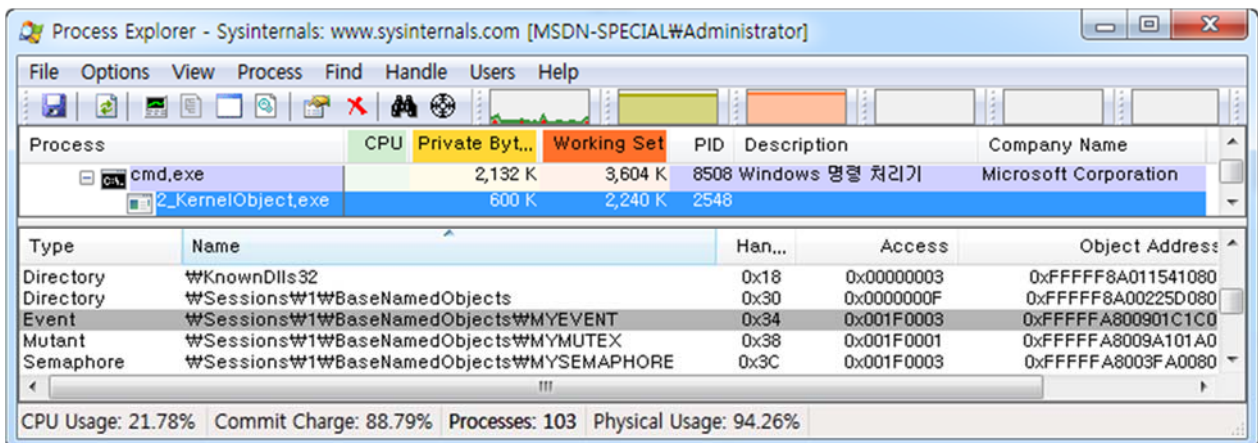 Process Explorer - Sysinternals: www.sysinternals.com [MSDN-SPECIAL₩Administrator]
File Options View Process Find Handle Users Help
Process CPU Private Byt... Working Set PID Description Company Name
cmd.exe 2,132 K 3,604 K 8508 Windows 명령 처리기 Microsoft Corporation
2_KernelObject.exe 600 K 2,240 K 2548
Type Name Han... Access Object Address
Directory ₩KnownDlls32 0x18 0x00000003 0xFFFFF8A011541080
Directory ₩Sessions₩1₩BaseNamedObjects 0x30 0x0000000F 0xFFFFF8A00225D080
Event ₩Sessions₩1₩BaseNamedObjects₩MYEVENT 0x34 0x001F0003 0xFFFFFA800901C1C0
Mutant ₩Sessions₩1₩BaseNamedObjects₩MYMUTEX 0x38 0x001F0001 0xFFFFFA8009A101A0
Semaphore ₩Sessions₩1₩BaseNamedObjects₩MYSEMAPHORE 0x3C 0x001F0003 0xFFFFFA8003FA0080
CPU Usage: 21.78% Commit Charge: 88.79% Processes: 103 Physical Usage: 94.26%